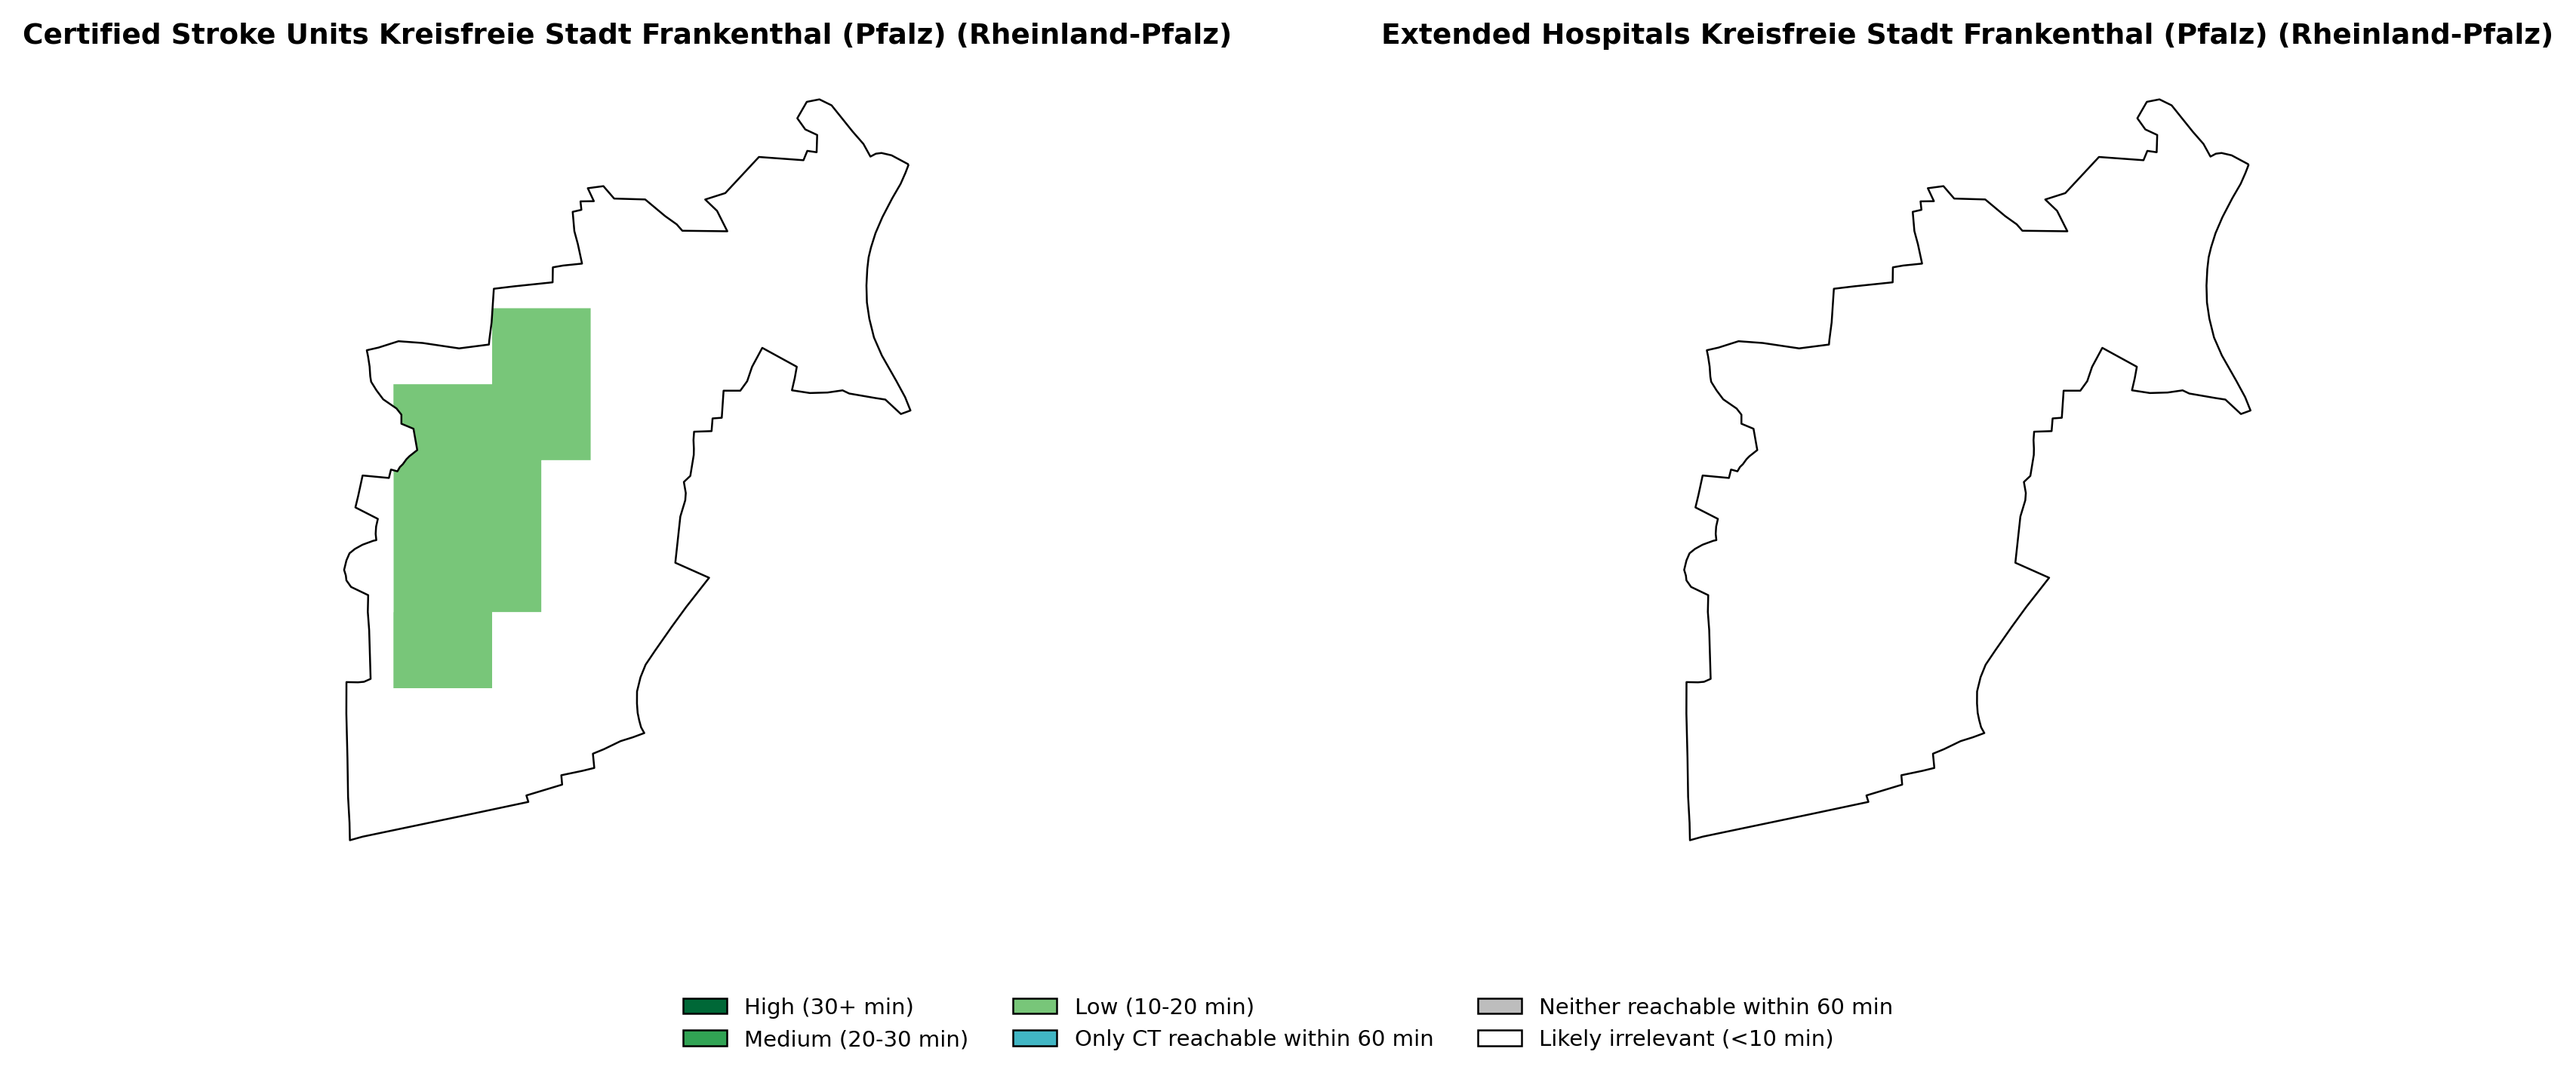 Certified Stroke Units Kreisfreie Stadt Frankenthal (Pfalz) (Rheinland-Pfalz)
Extended Hospitals Kreisfreie Stadt Frankenthal (Pfalz) (Rheinland-Pfalz)
High (30+ min)
Medium (20-30 min)
Low (10-20 min)
Only CT reachable within 60 min
Neither reachable within 60 min
Likely irrelevant (<10 min)